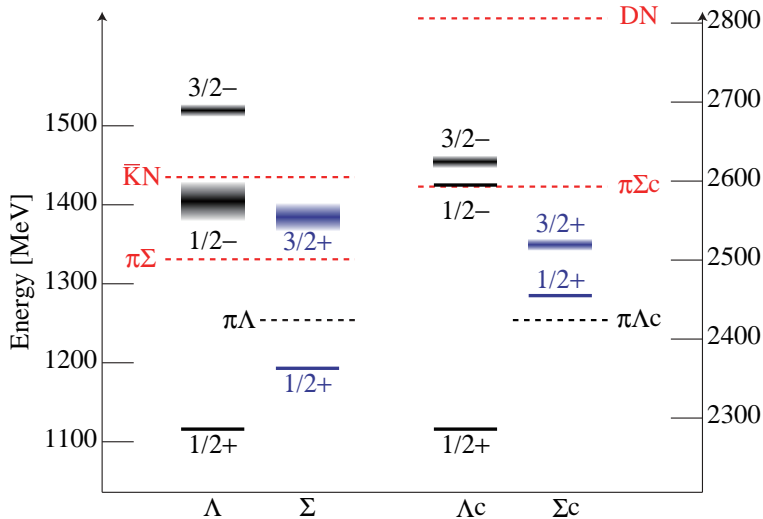 DN
2800
2700
2600
2500
2400
2300
Energy [MeV]
1500
1400
1300
1200
1100
3/2−
K̅N
1/2−
πΣ
3/2+
πΛ
1/2+
1/2+
3/2−
πΣc
1/2−
3/2+
1/2+
πΛc
1/2+
Λ
Σ
Λc
Σc